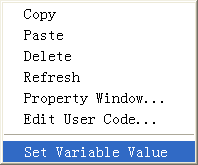 Copy
Paste
Delete
Refresh
Property Window...
Edit User Code...
Set Variable Value